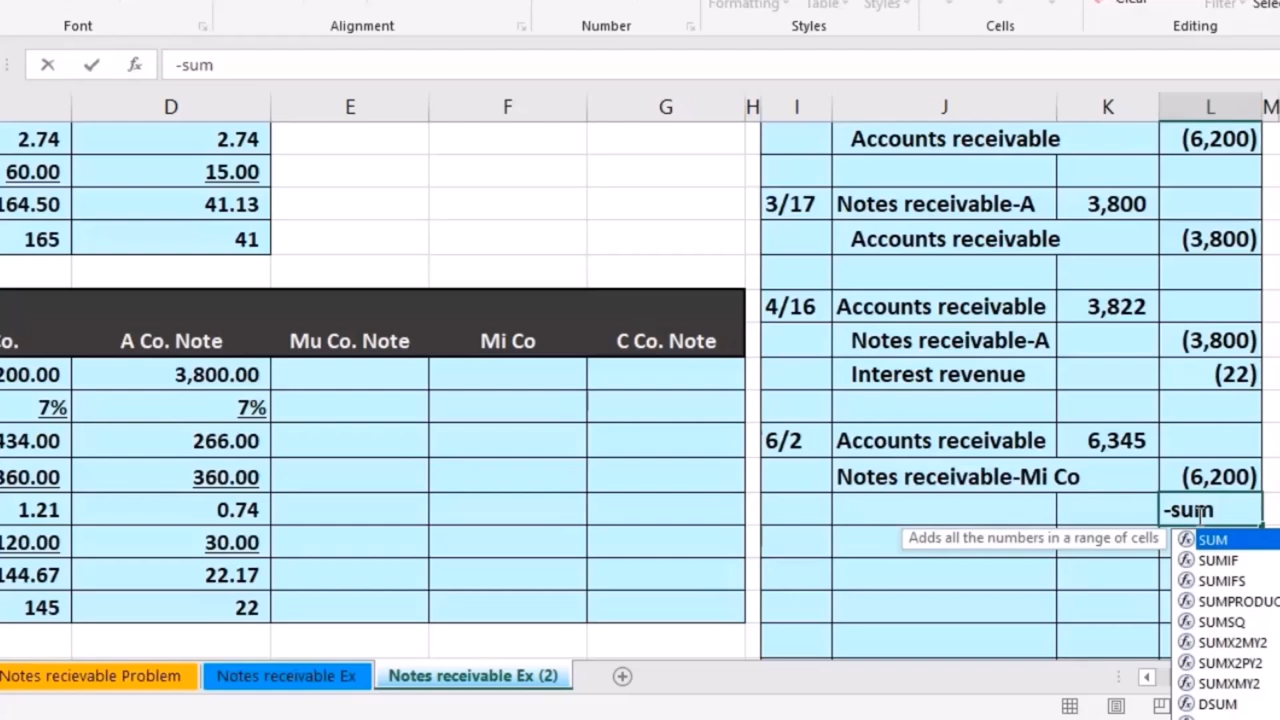 Formatting Table Styles Clear Filter
Font Alignment Number Styles Cells Editing
fx -sum
D E F G H I J K L M
2.74 2.74 Accounts receivable (6,200)
60.00 15.00
164.50 41.13 3/17 Notes receivable-A 3,800
165 41 Accounts receivable (3,800)
4/16 Accounts receivable 3,822
Co. A Co. Note Mu Co. Note Mi Co C Co. Note Notes receivable-A (3,800)
200.00 3,800.00 Interest revenue (22)
7% 7%
434.00 266.00 6/2 Accounts receivable 6,345
360.00 360.00 Notes receivable-Mi Co (6,200)
1.21 0.74 -sum
120.00 30.00 Adds all the numbers in a range of cells SUM
SUMIF
144.67 22.17 SUMIFS
145 22 SUMPRODUC
SUMSQ
SUMX2MY2
SUMX2PY2
Notes recievable Problem Notes receivable Ex Notes receivable Ex (2) SUMXMY2
DSUM